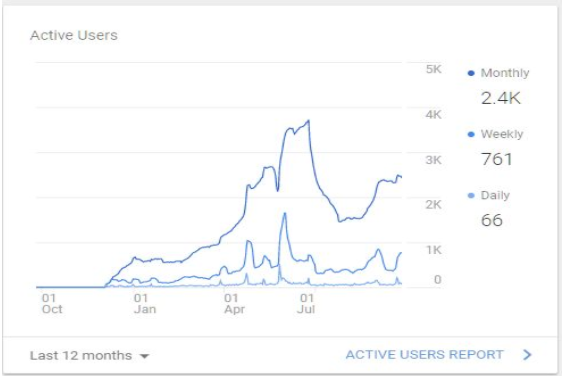 Active Users
5K
4K
3K
2K
1K
0
Monthly
2.4K
Weekly
761
Daily
66
01 01 01 01
Oct Jan Apr Jul
Last 12 months
ACTIVE USERS REPORT